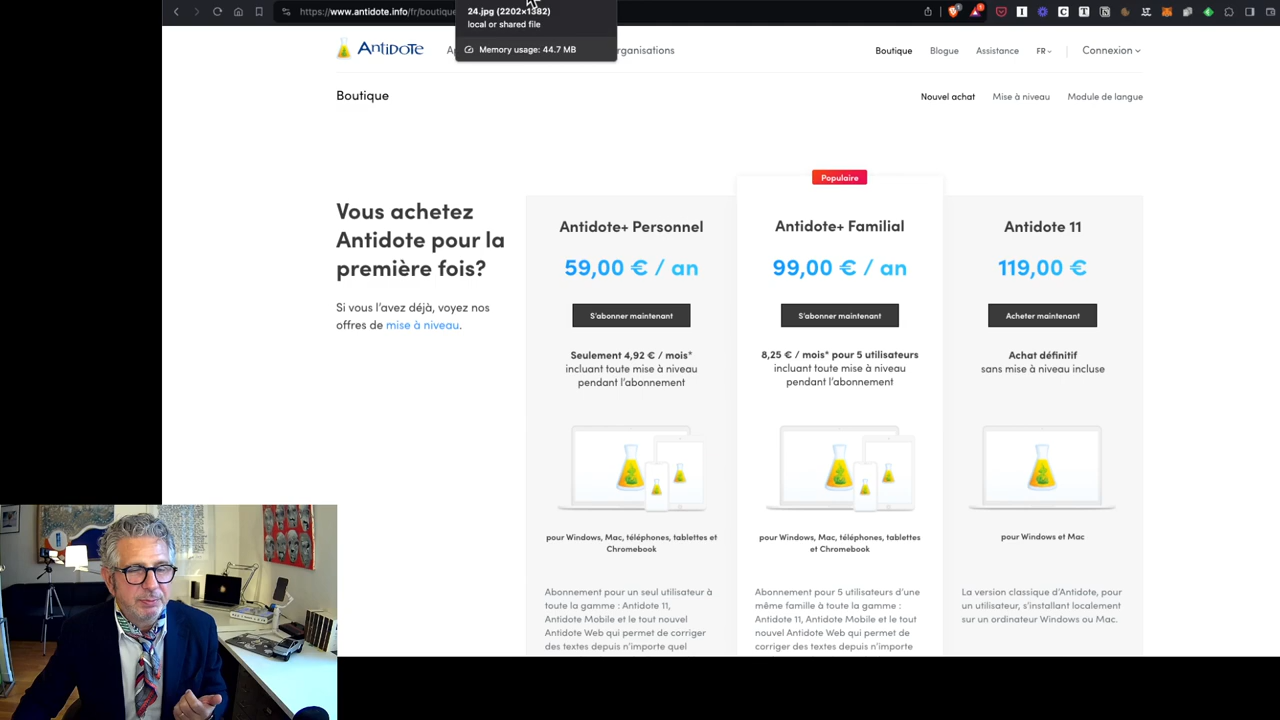 https://www.antidote.info/fr/boutique
24.jpg (2202×1382)
local or shared file
Memory usage: 44.7 MB
Antidote
rganisations
Boutique
Blogue
Assistance
FR
Connexion
Boutique
Nouvel achat
Mise à niveau
Module de langue
Vous achetez
Antidote pour la
première fois?
Si vous l'avez déjà, voyez nos
offres de mise à niveau.
Antidote+ Personnel
59,00 € / an
S'abonner maintenant
Seulement 4,92 € / mois*
incluant toute mise à niveau
pendant l'abonnement
pour Windows, Mac, téléphones, tablettes et
Chromebook
Abonnement pour un seul utilisateur à
toute la gamme : Antidote 11,
Antidote Mobile et le tout nouvel
Antidote Web qui permet de corriger
des textes depuis n'importe quel
Populaire
Antidote+ Familial
99,00 € / an
S'abonner maintenant
8,25 € / mois* pour 5 utilisateurs
incluant toute mise à niveau
pendant l'abonnement
pour Windows, Mac, téléphones, tablettes
et Chromebook
Abonnement pour 5 utilisateurs d'une
même famille à toute la gamme :
Antidote 11, Antidote Mobile et le tout
nouvel Antidote Web qui permet de
corriger des textes depuis n'importe
Antidote 11
119,00 €
Acheter maintenant
Achat définitif
sans mise à niveau incluse
pour Windows et Mac
La version classique d'Antidote, pour
un utilisateur, s'installant localement
sur un ordinateur Windows ou Mac.